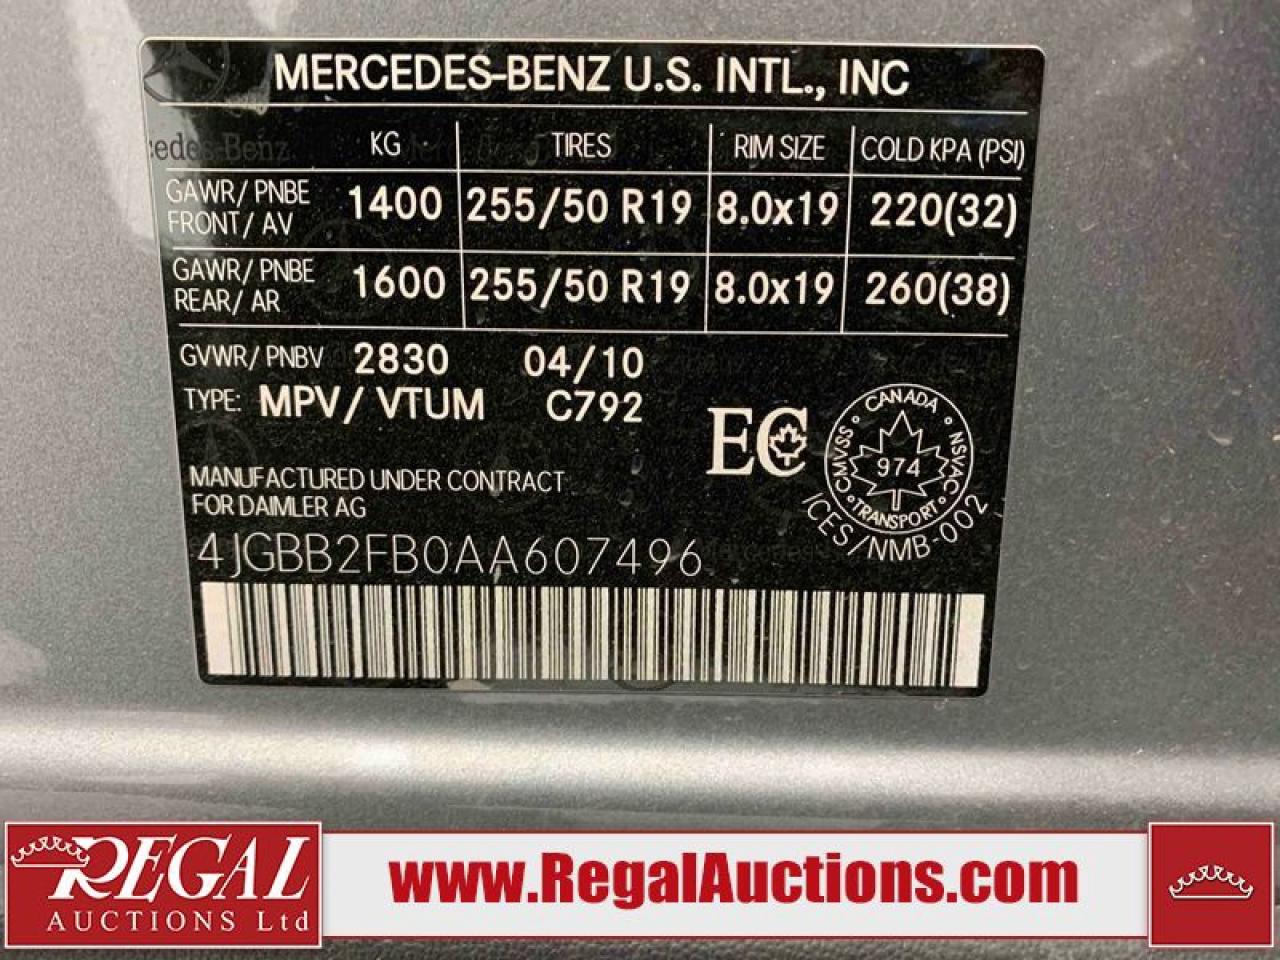 MERCEDES-BENZ U.S. INTL., INC
KG TIRES RIM SIZE COLD KPA (PSI)
GAWR/ PNBE FRONT/ AV 1400 255/50 R19 8.0x19 220(32)
GAWR/ PNBE REAR/ AR 1600 255/50 R19 8.0x19 260(38)
GVWR/ PNBV 2830 04/10
TYPE: MPV/ VTUM C792
EC
CANADA
CMVSS 974 NSVAC
TRANSPORT
ICES/NMB-002
MANUFACTURED UNDER CONTRACT
FOR DAIMLER AG
4JGBB2FB0AA607496
REGAL
AUCTIONS Ltd
www.RegalAuctions.com